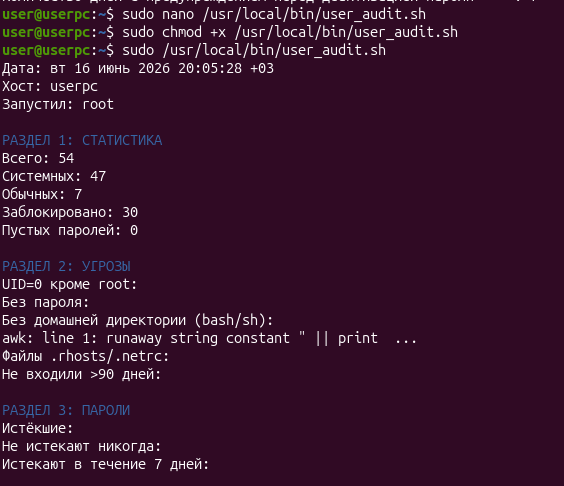 user@userpc:~$ sudo nano /usr/local/bin/user_audit.sh
user@userpc:~$ sudo chmod +x /usr/local/bin/user_audit.sh
user@userpc:~$ sudo /usr/local/bin/user_audit.sh
Дата: вт 16 июнь 2026 20:05:28 +03
Хост: userpc
Запустил: root
РАЗДЕЛ 1: СТАТИСТИКА
Всего: 54
Системных: 47
Обычных: 7
Заблокировано: 30
Пустых паролей: 0
РАЗДЕЛ 2: УГРОЗЫ
UID=0 кроме root:
Без пароля:
Без домашней директории (bash/sh):
awk: line 1: runaway string constant " || print  ...
Файлы .rhosts/.netrc:
Не входили >90 дней:
РАЗДЕЛ 3: ПАРОЛИ
Истёкшие:
Не истекают никогда:
Истекают в течение 7 дней: